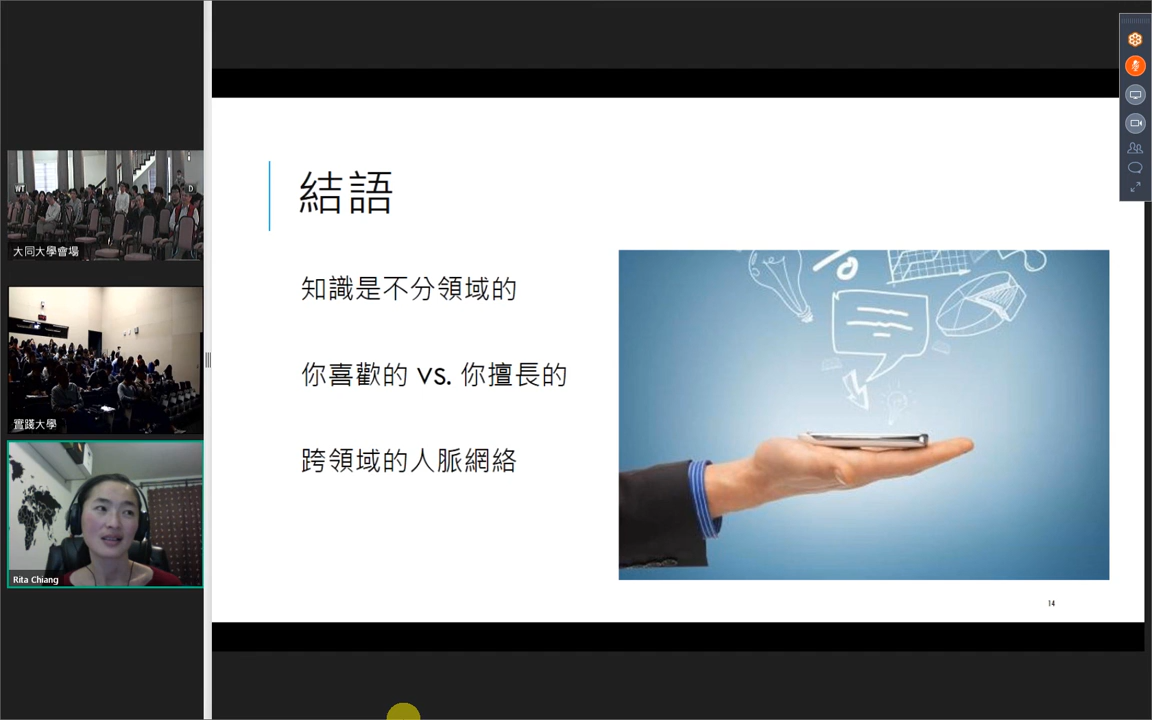 WT
D
大同大學會場
實踐大學
Rita Chiang
結語
知識是不分領域的
你喜歡的 vs. 你擅長的
跨領域的人脈網絡
14